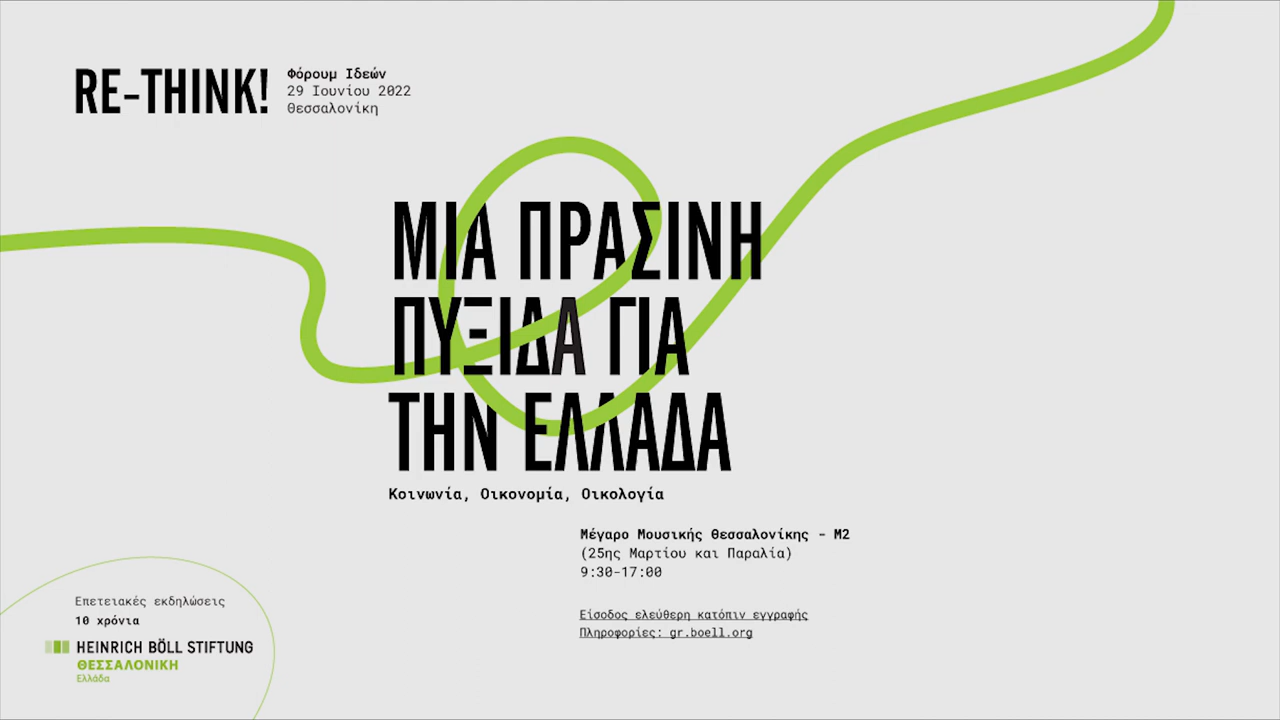 RE-THINK!
Φόρουμ Ιδεών
29 Ιουνίου 2022
Θεσσαλονίκη
ΜΙΑ ΠΡΑΣΙΝΗ
ΠΥΞΙΔΑ ΓΙΑ
ΤΗΝ ΕΛΛΑΔΑ
Κοινωνία, Οικονομία, Οικολογία
Μέγαρο Μουσικής Θεσσαλονίκης - Μ2
(25ης Μαρτίου και Παραλία)
9:30-17:00
Είσοδος ελεύθερη κατόπιν εγγραφής
Πληροφορίες: gr.boell.org
Επετειακές εκδηλώσεις
10 χρόνια
HEINRICH BÖLL STIFTUNG
ΘΕΣΣΑΛΟΝΙΚΗ
Ελλάδα